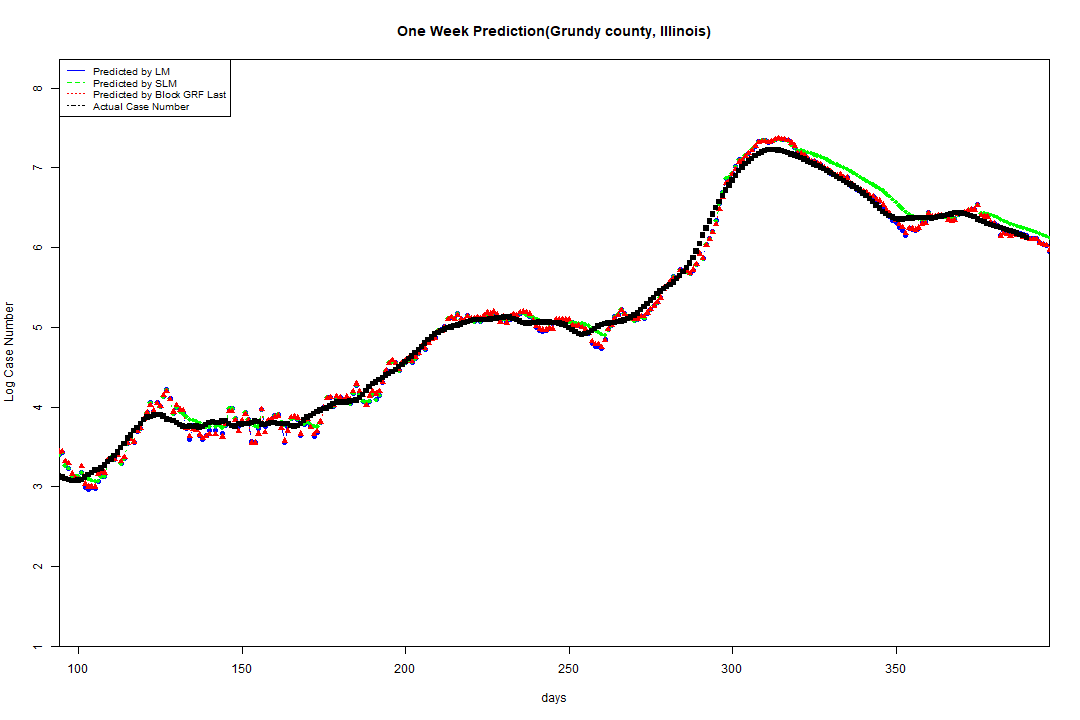 One Week Prediction(Grundy county, Illinois)
Predicted by LM
Predicted by SLM
Predicted by Block GRF Last
Actual Case Number
8
7
6
5
4
3
2
1
Log Case Number
100 150 200 250 300 350
days